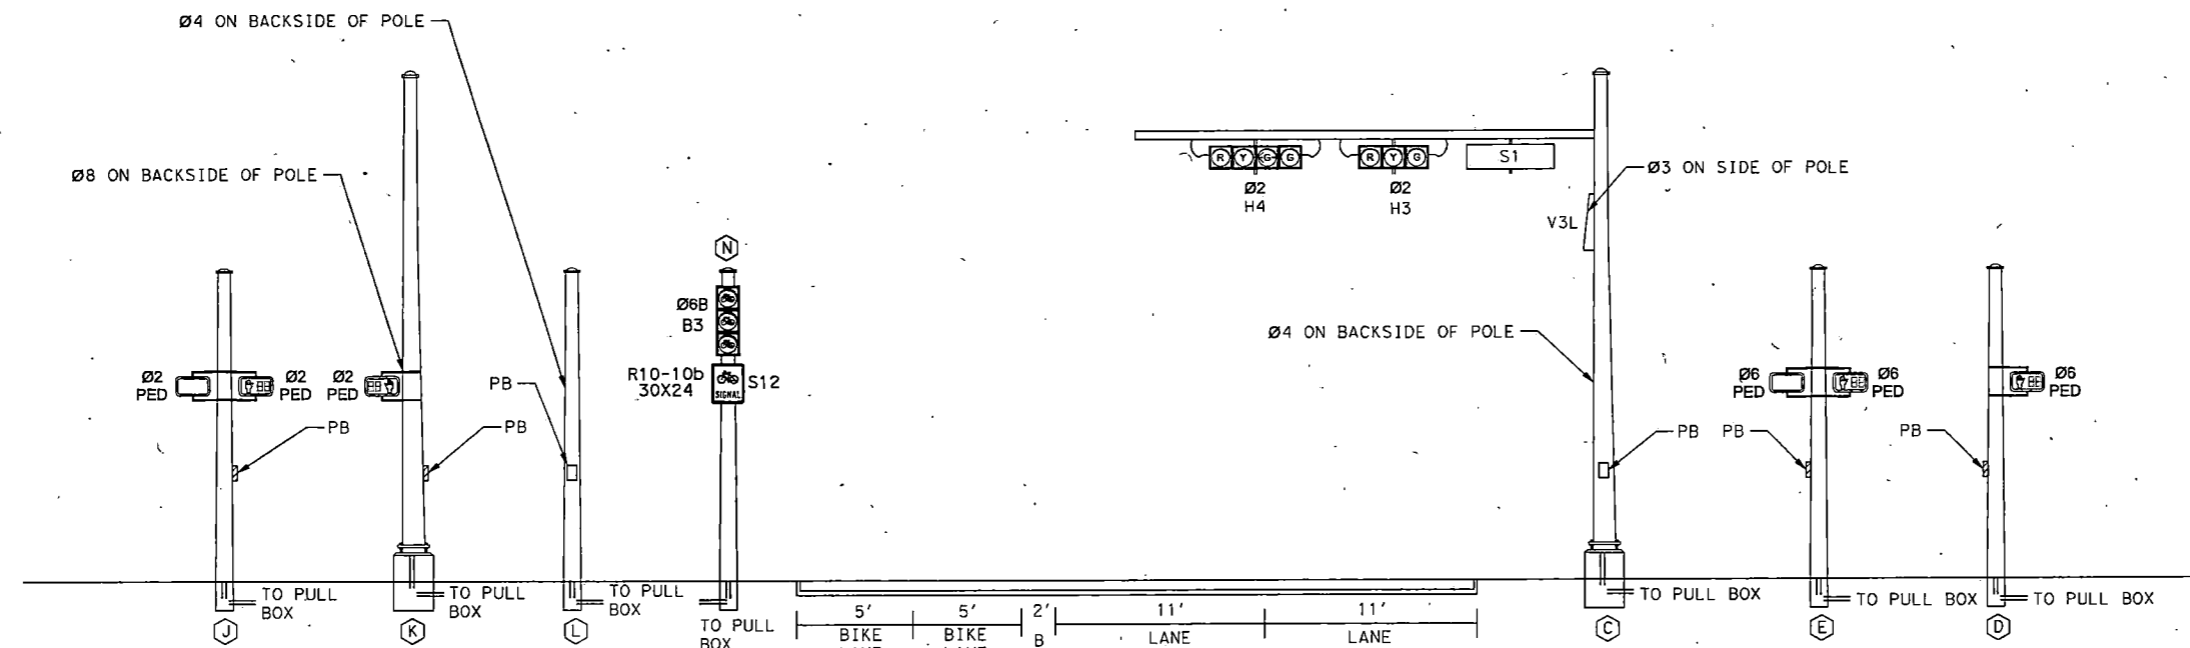 Ø4 ON BACKSIDE OF POLE
Ø8 ON BACKSIDE OF POLE
R Y G G
R Y G
S1
Ø3 ON SIDE OF POLE
Ø2
H4
Ø2
H3
V3L
N
Ø6B
B3
Ø4 ON BACKSIDE OF POLE
Ø2
PED
Ø2
PED
Ø2
PED
PB
R10-10b
30X24
SIGNAL
S12
Ø6
PED
Ø6
PED
Ø6
PED
PB
PB
PB
PB
PB
TO PULL
BOX
TO PULL
BOX
TO PULL
BOX
TO PULL
BOX
TO PULL BOX
TO PULL BOX
TO PULL BOX
5'
BIKE
5'
BIKE
2'
B
11'
LANE
11'
LANE
J
K
L
C
E
D